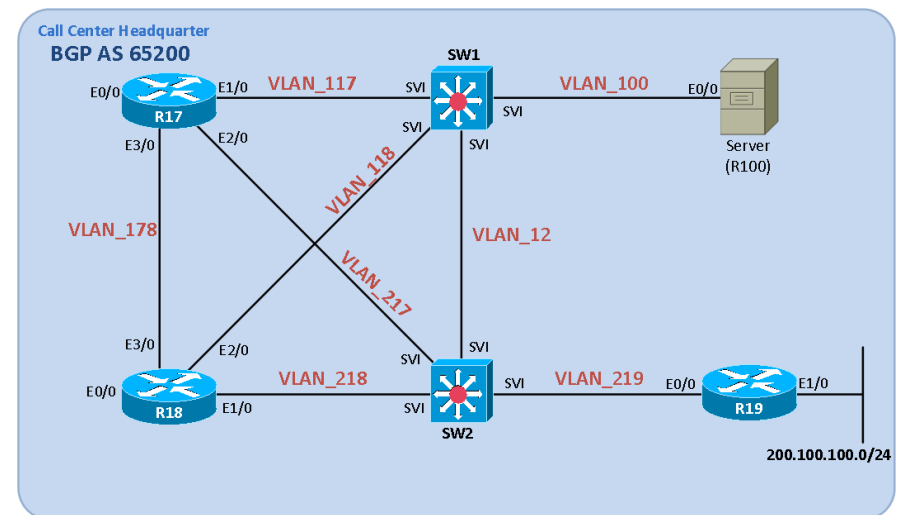 Call Center Headquarter
BGP AS 65200
SW1
E0/0
E1/0
VLAN_117
SVI
VLAN_100
E0/0
R17
SVI
SVI
E3/0
E2/0
SVI
Server
(R100)
VLAN_118
VLAN_178
VLAN_12
VLAN_217
E3/0
E2/0
SVI
SVI
E0/0
VLAN_218
SVI
VLAN_219
E0/0
E1/0
R18
E1/0
SVI
R19
SW2
200.100.100.0/24